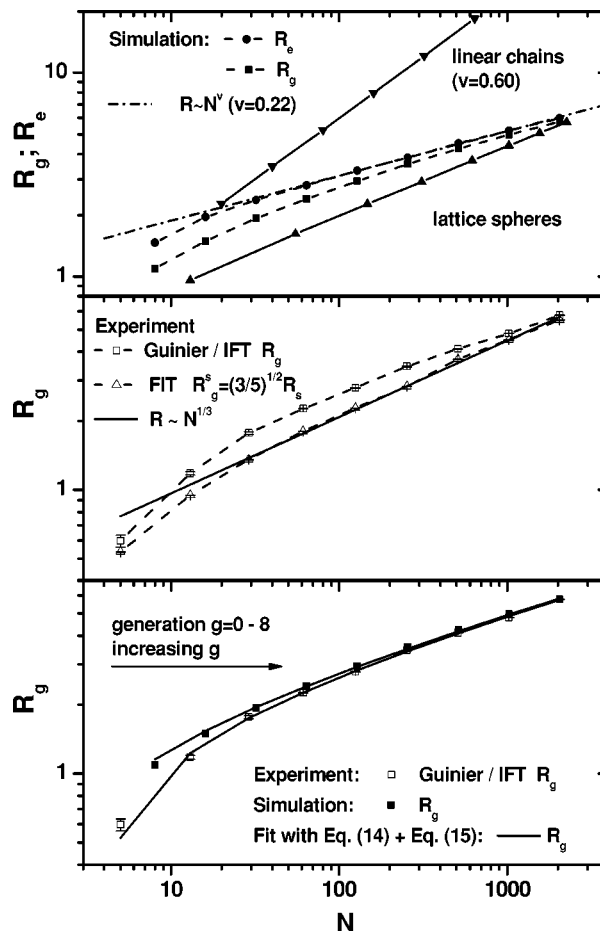 Simulation: R_e
R_g
R~N^ν (ν=0.22)
linear chains
(ν=0.60)
lattice spheres
10
1
R_g ; R_e
Experiment
Guinier / IFT R_g
FIT R^s_g=(3/5)^1/2 R_s
R ~ N^1/3
1
R_g
generation g=0 - 8
increasing g
Experiment: Guinier / IFT R_g
Simulation: R_g
Fit with Eq. (14) + Eq. (15): R_g
1
R_g
10 100 1000
N